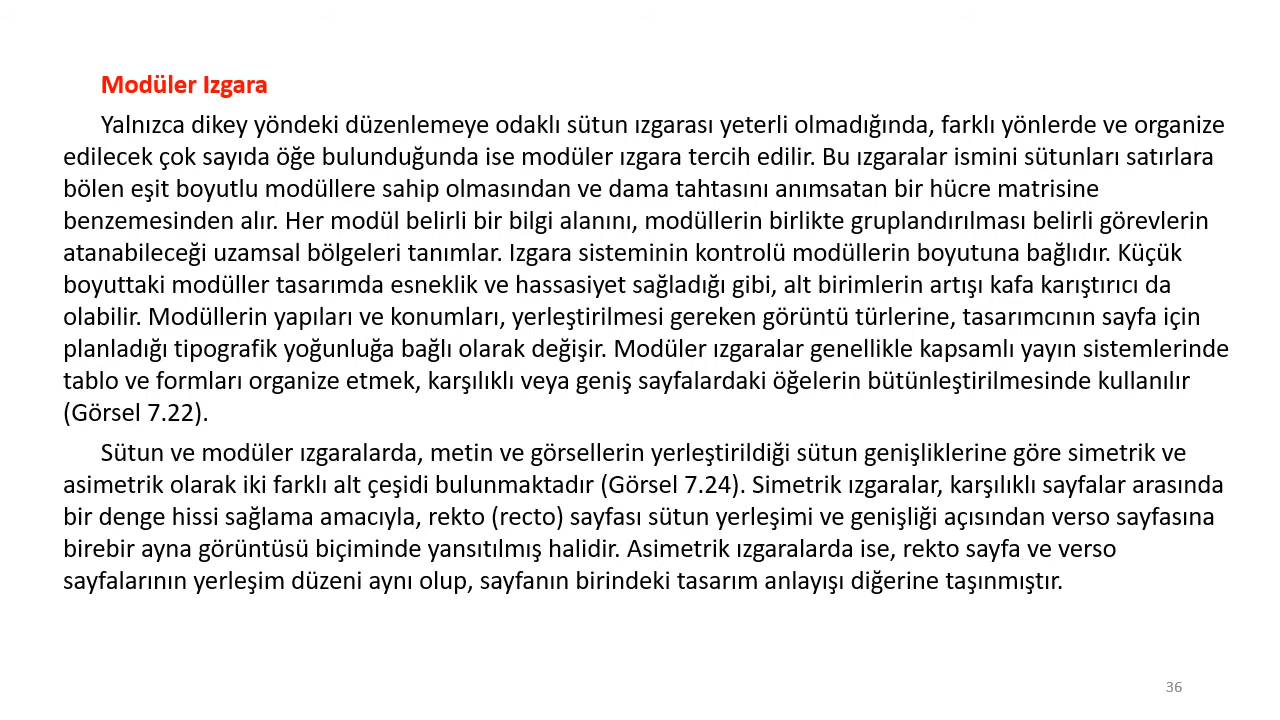 Modüler Izgara
Yalnızca dikey yöndeki düzenlemeye odaklı sütun ızgarası yeterli olmadığında, farklı yönlerde ve organize
edilecek çok sayıda öğe bulunduğunda ise modüler ızgara tercih edilir. Bu ızgaralar ismini sütunları satırlara
bölen eşit boyutlu modüllere sahip olmasından ve dama tahtasını anımsatan bir hücre matrisine
benzemesinden alır. Her modül belirli bir bilgi alanını, modüllerin birlikte gruplandırılması belirli görevlerin
atanabileceği uzamsal bölgeleri tanımlar. Izgara sisteminin kontrolü modüllerin boyutuna bağlıdır. Küçük
boyuttaki modüller tasarımda esneklik ve hassasiyet sağladığı gibi, alt birimlerin artışı kafa karıştırıcı da
olabilir. Modüllerin yapıları ve konumları, yerleştirilmesi gereken görüntü türlerine, tasarımcının sayfa için
planladığı tipografik yoğunluğa bağlı olarak değişir. Modüler ızgaralar genellikle kapsamlı yayın sistemlerinde
tablo ve formları organize etmek, karşılıklı veya geniş sayfalardaki öğelerin bütünleştirilmesinde kullanılır
(Görsel 7.22).
Sütun ve modüler ızgaralarda, metin ve görsellerin yerleştirildiği sütun genişliklerine göre simetrik ve
asimetrik olarak iki farklı alt çeşidi bulunmaktadır (Görsel 7.24). Simetrik ızgaralar, karşılıklı sayfalar arasında
bir denge hissi sağlama amacıyla, rekto (recto) sayfası sütun yerleşimi ve genişliği açısından verso sayfasına
birebir ayna görüntüsü biçiminde yansıtılmış halidir. Asimetrik ızgaralarda ise, rekto sayfa ve verso
sayfalarının yerleşim düzeni aynı olup, sayfanın birindeki tasarım anlayışı diğerine taşınmıştır.
36